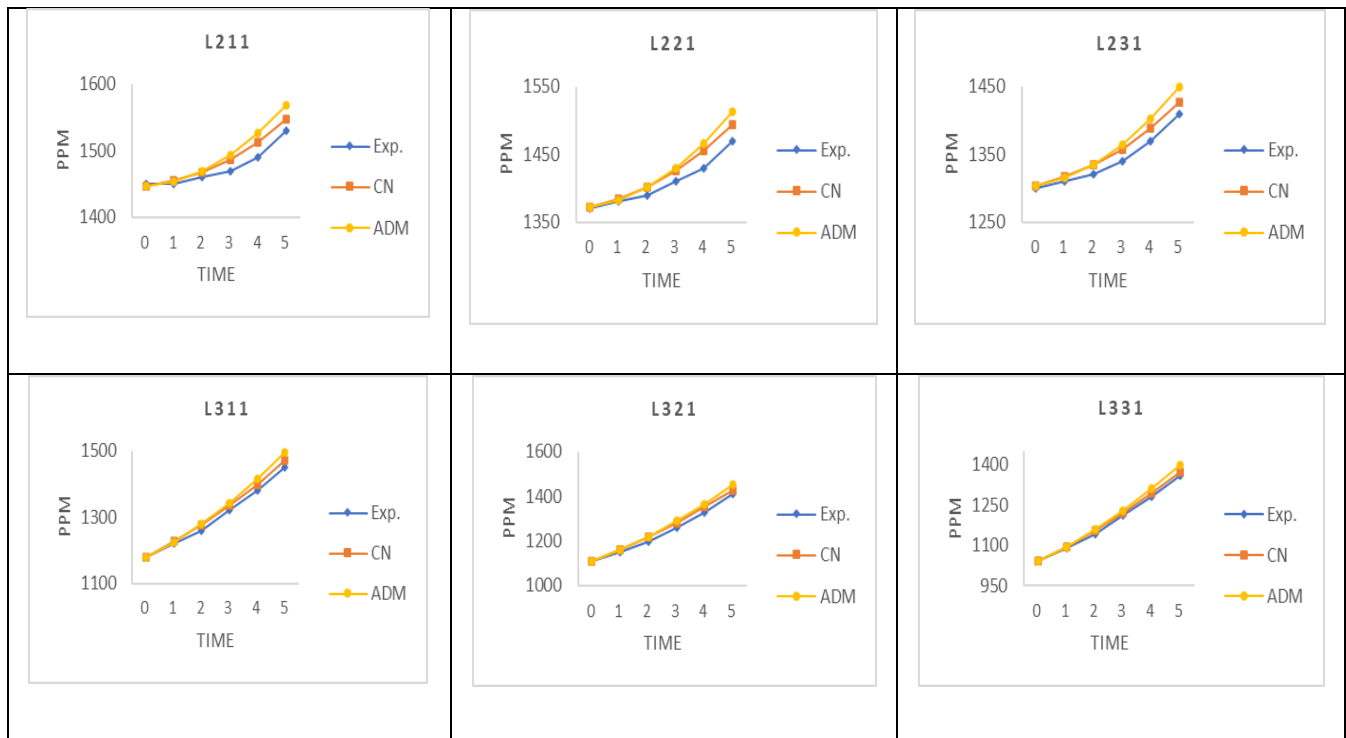 L211
1600
1500
1400
PPM
0 1 2 3 4 5
TIME
Exp.
CN
ADM
L221
1550
1450
1350
PPM
0 1 2 3 4 5
TIME
Exp.
CN
ADM
L231
1450
1350
1250
PPM
0 1 2 3 4 5
TIME
Exp.
CN
ADM
L311
1500
1300
1100
PPM
0 1 2 3 4 5
TIME
Exp.
CN
ADM
L321
1600
1400
1200
1000
PPM
0 1 2 3 4 5
TIME
Exp.
CN
ADM
L331
1400
1250
1100
950
PPM
0 1 2 3 4 5
TIME
Exp.
CN
ADM